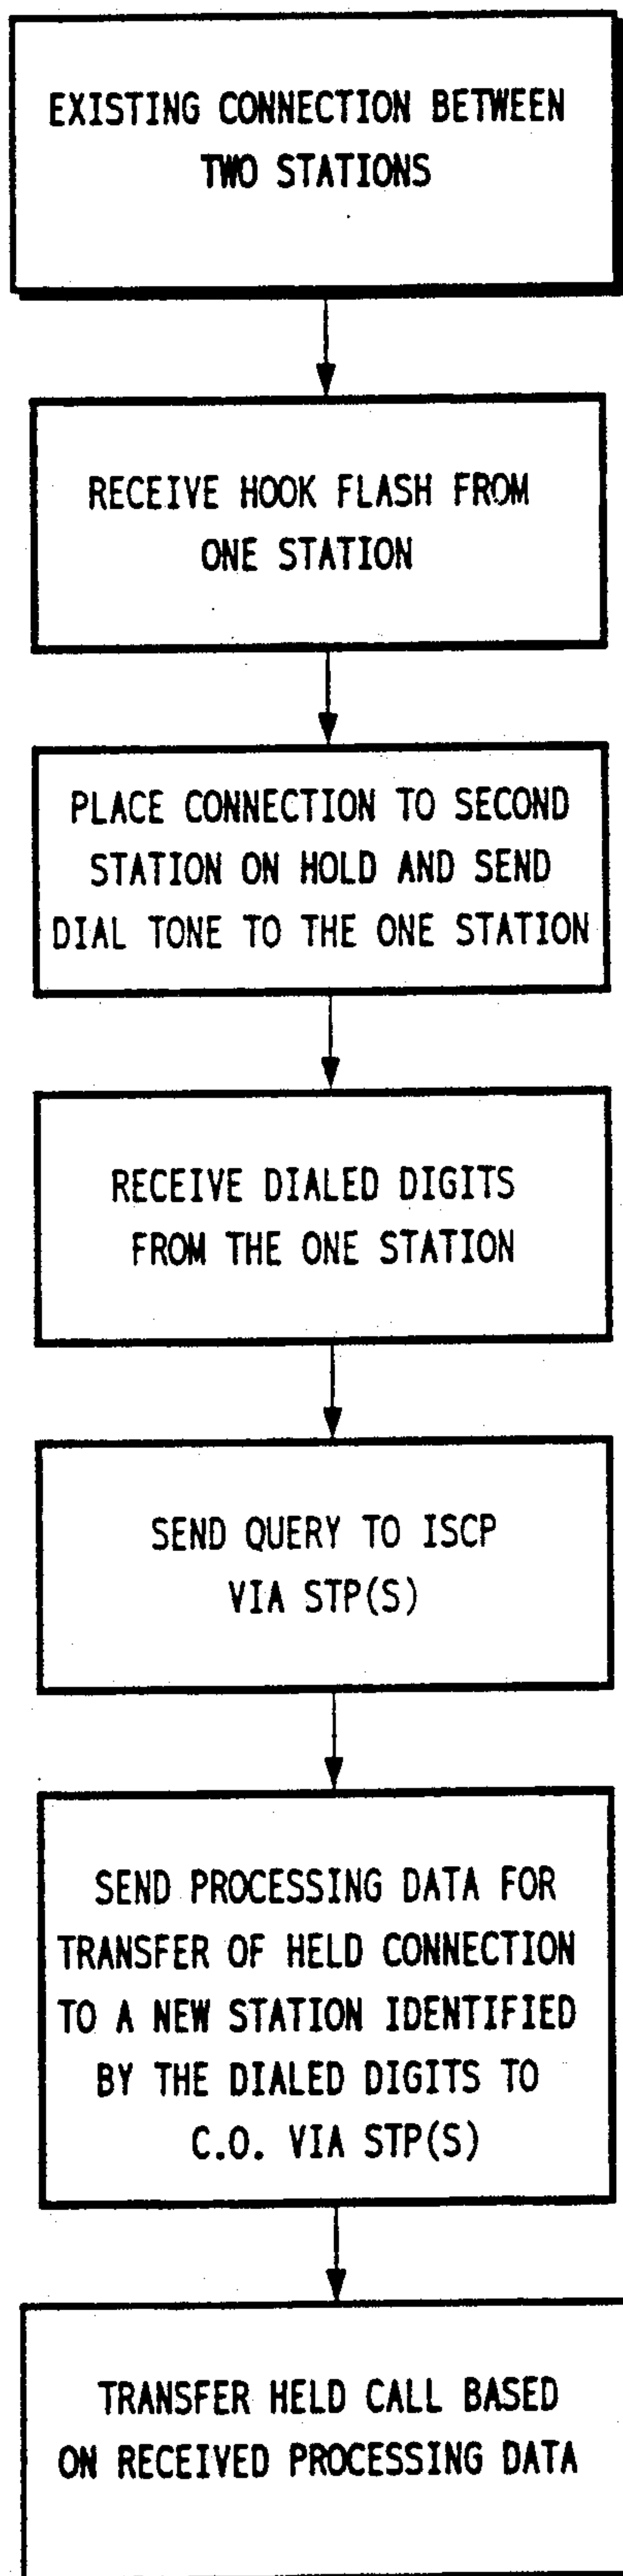 EXISTING CONNECTION BETWEEN
TWO STATIONS
RECEIVE HOOK FLASH FROM
ONE STATION
PLACE CONNECTION TO SECOND
STATION ON HOLD AND SEND
DIAL TONE TO THE ONE STATION
RECEIVE DIALED DIGITS
FROM THE ONE STATION
SEND QUERY TO ISCP
VIA STP(S)
SEND PROCESSING DATA FOR
TRANSFER OF HELD CONNECTION
TO A NEW STATION IDENTIFIED
BY THE DIALED DIGITS TO
C.O. VIA STP(S)
TRANSFER HELD CALL BASED
ON RECEIVED PROCESSING DATA